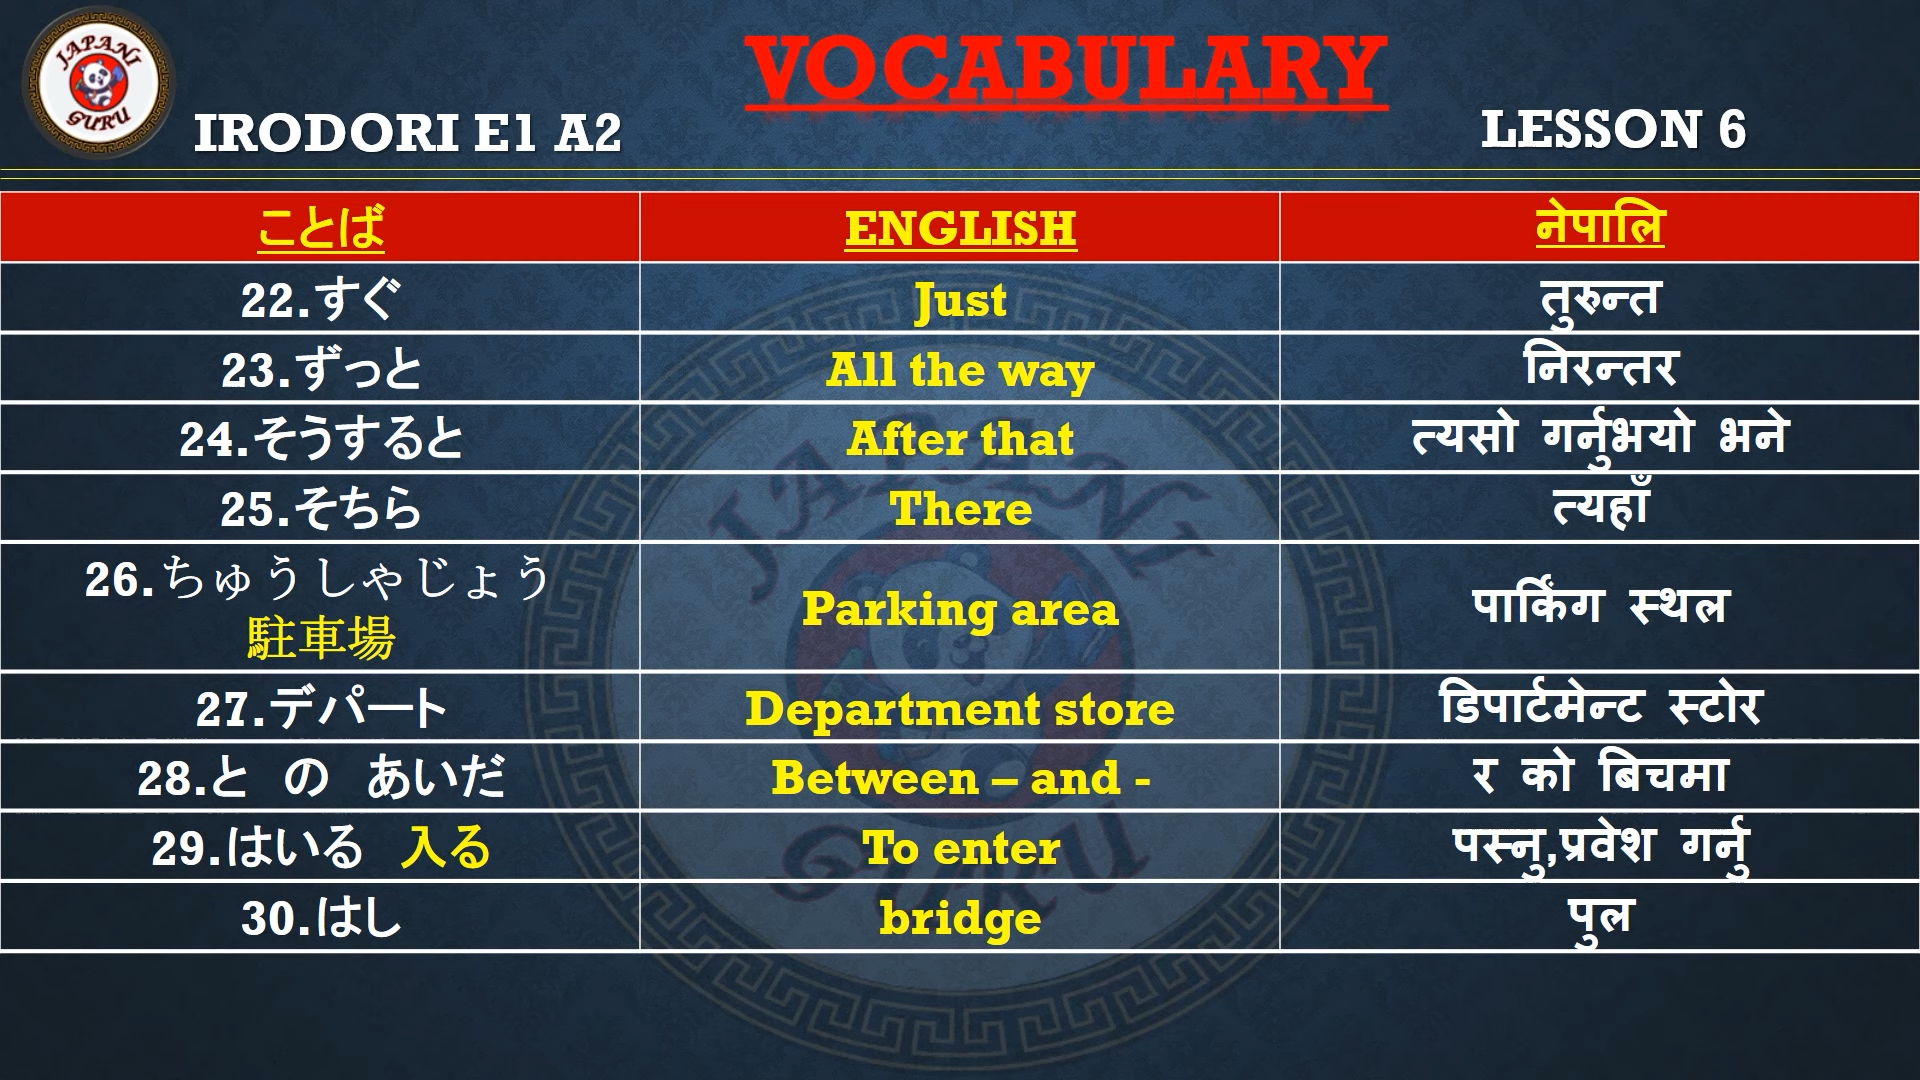 JAPANI
GURU
IRODORI E1 A2
VOCABULARY
LESSON 6
ことば ENGLISH नेपालि
22.すぐ Just तुरुन्त
23.ずっと All the way निरन्तर
24.そうすると After that त्यसो गर्नुभयो भने
25.そちら There त्यहाँ
26.ちゅうしゃじょう
駐車場 Parking area पार्किंग स्थल
27.デパート Department store डिपार्टमेन्ट स्टोर
28.と の あいだ Between – and - र को बिचमा
29.はいる 入る To enter पस्नु,प्रवेश गर्नु
30.はし bridge पुल
JAPANI
GURU